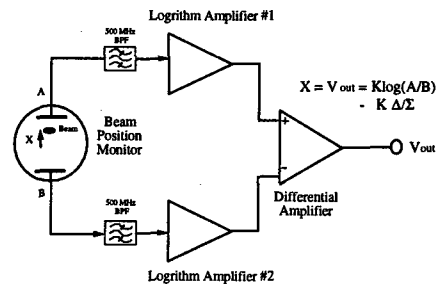 Logrithm Amplifier #1
500 MHz
BPF
A
X = V out = Klog(A/B)
- K Δ/Σ
X
Beam
Beam
Position
Monitor
+
-
Vout
B
500 MHz
BPF
Differential
Amplifier
Logrithm Amplifier #2